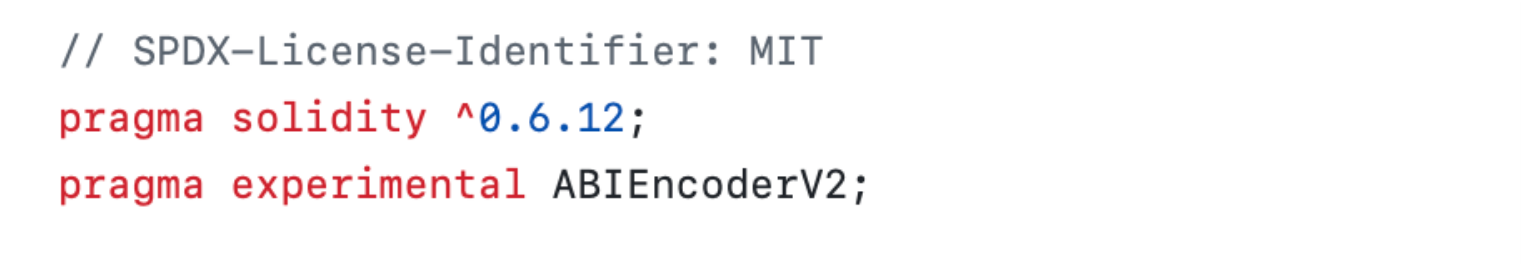 // SPDX-License-Identifier: MIT
pragma solidity ^0.6.12;
pragma experimental ABIEncoderV2;